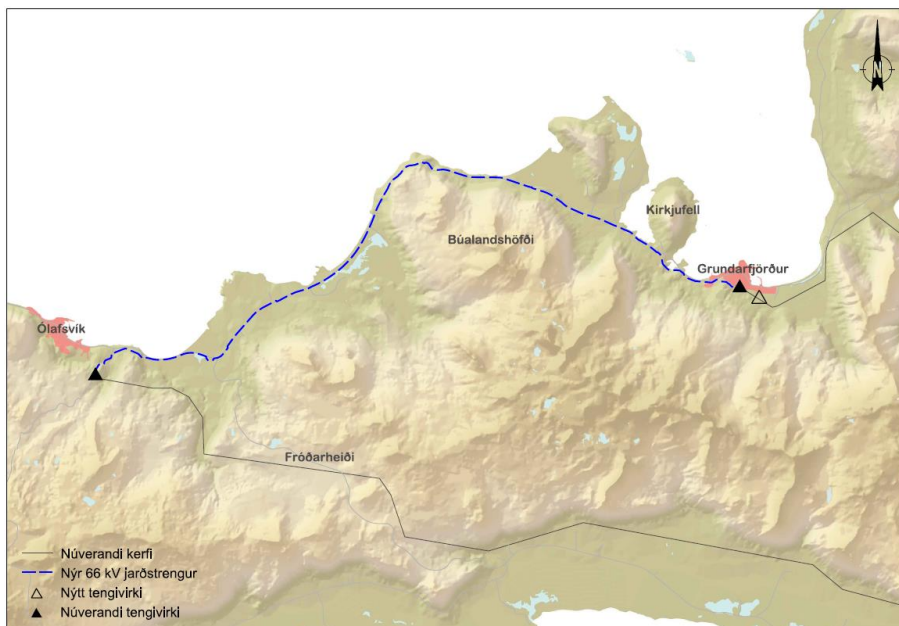 N
Kirkjufell
Búalandshöfði
Grundarfjörður
Ólafsvík
Fróðarheiði
Núverandi kerfi
Nýr 66 kV jarðstrengur
Nýtt tengivirki
Núverandi tengivirki